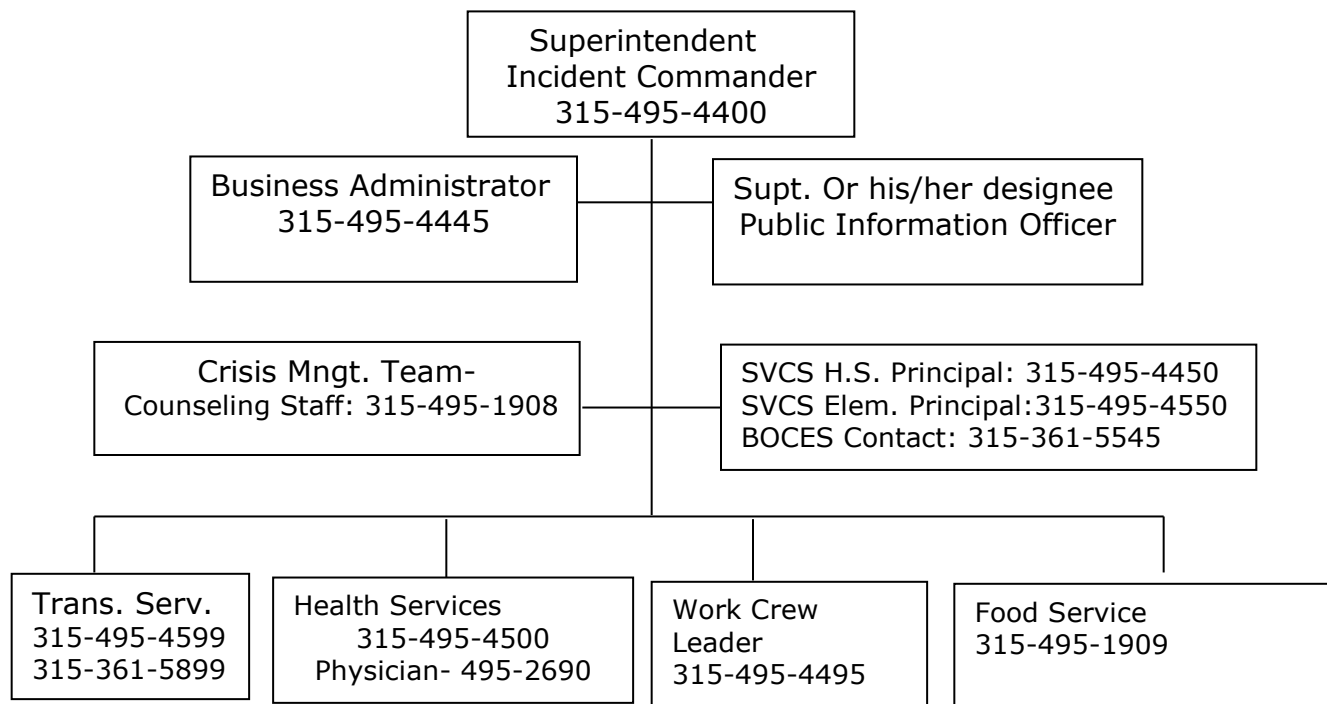 Superintendent
Incident Commander
315-495-4400
Business Administrator
315-495-4445
Supt. Or his/her designee
Public Information Officer
Crisis Mngt. Team-
Counseling Staff: 315-495-1908
SVCS H.S. Principal: 315-495-4450
SVCS Elem. Principal:315-495-4550
BOCES Contact: 315-361-5545
Trans. Serv.
315-495-4599
315-361-5899
Health Services
315-495-4500
Physician- 495-2690
Work Crew
Leader
315-495-4495
Food Service
315-495-1909